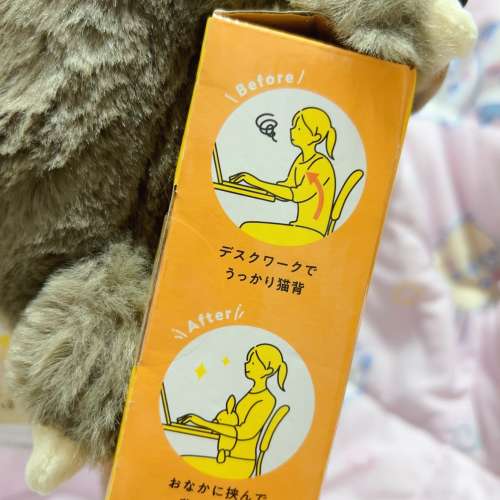 Before
デスクワークで
うっかり猫背
After
おなかに挟んで